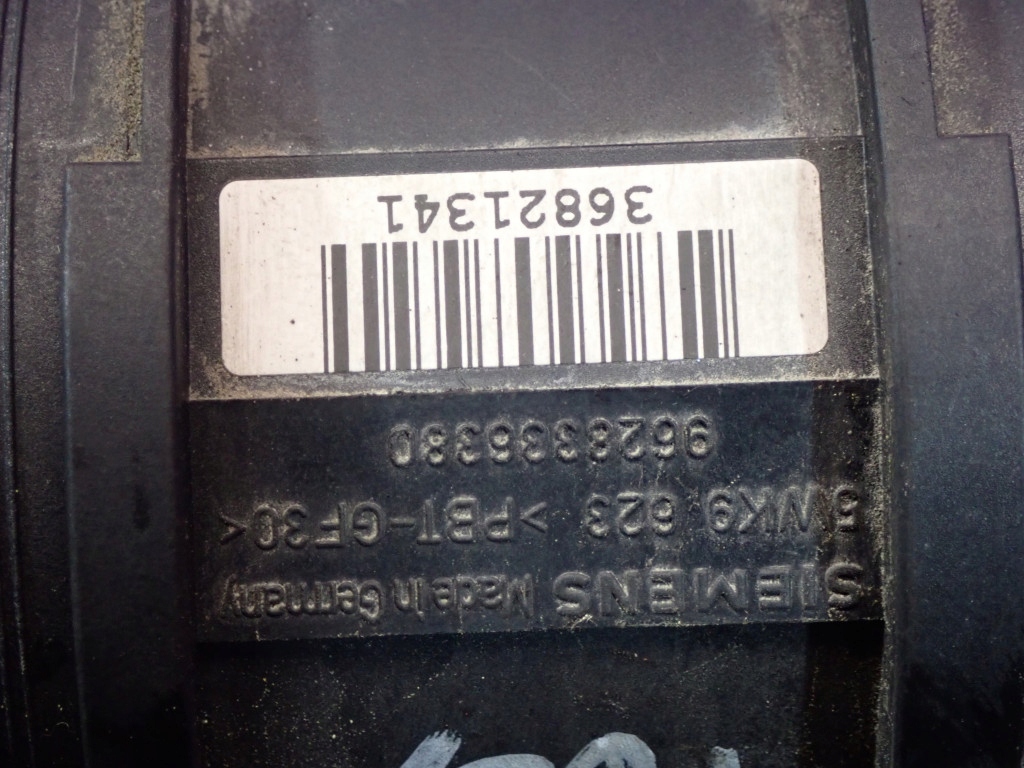 SIEMENS Made In Germany
5WK9 623 >PBT-GF30<
9628336380
36821341